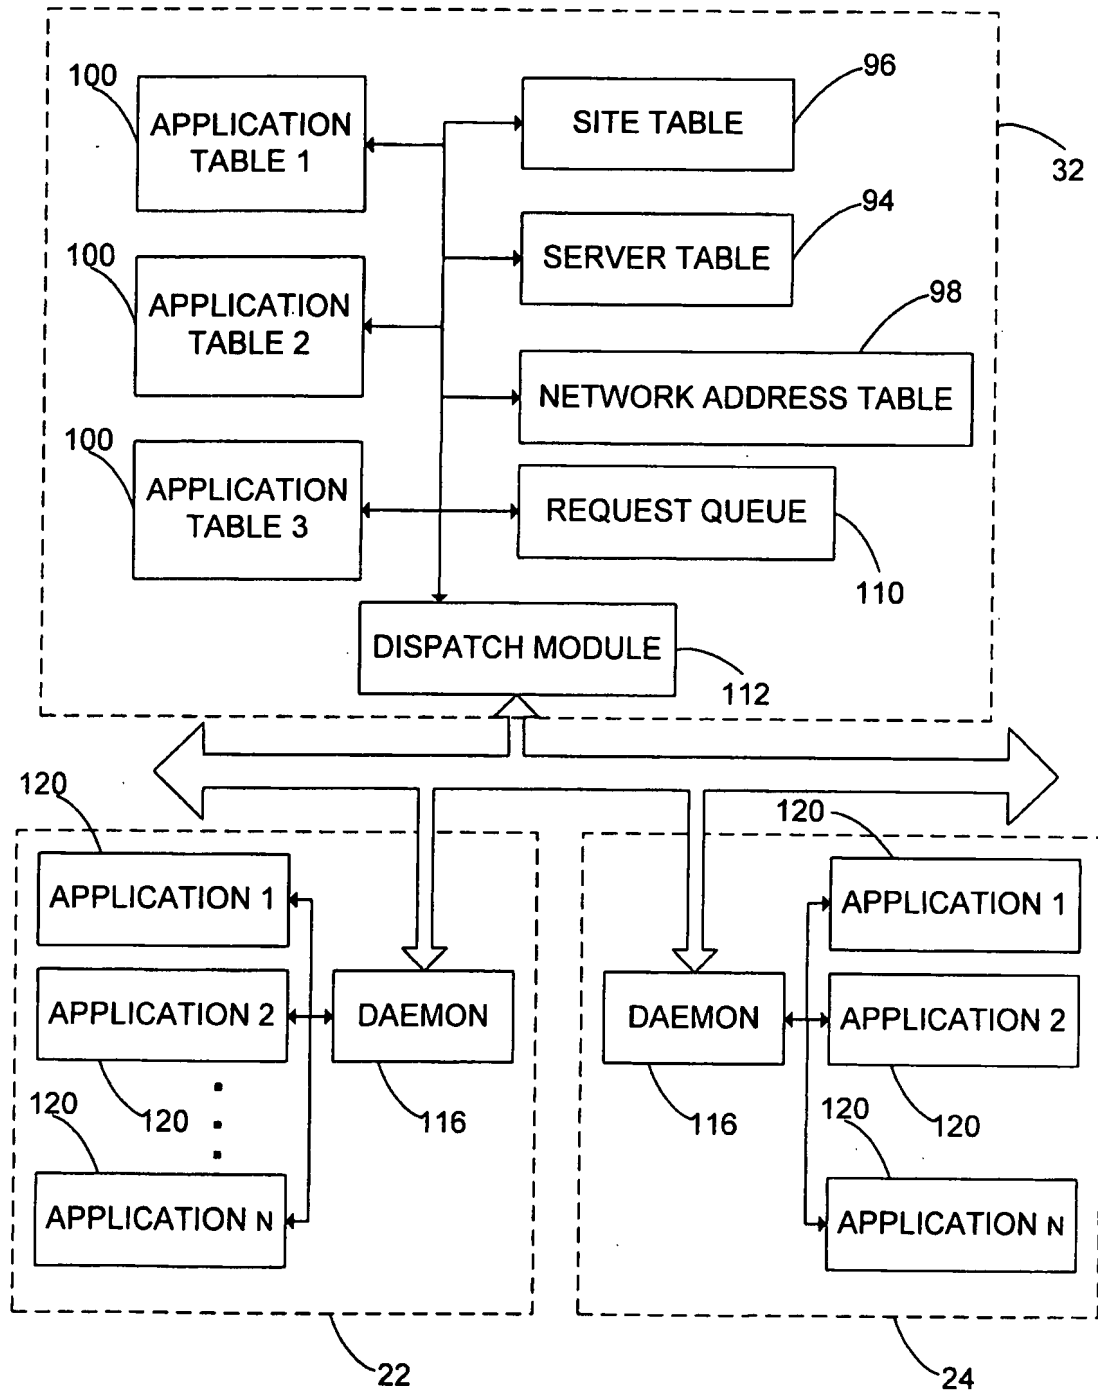 100
APPLICATION
TABLE 1
SITE TABLE
96
32
100
APPLICATION
TABLE 2
SERVER TABLE
94
98
NETWORK ADDRESS TABLE
100
APPLICATION
TABLE 3
REQUEST QUEUE
110
DISPATCH MODULE
112
120
APPLICATION 1
APPLICATION 2
DAEMON
120
120
116
APPLICATION N
22
120
APPLICATION 1
DAEMON
APPLICATION 2
116
120
120
APPLICATION N
24